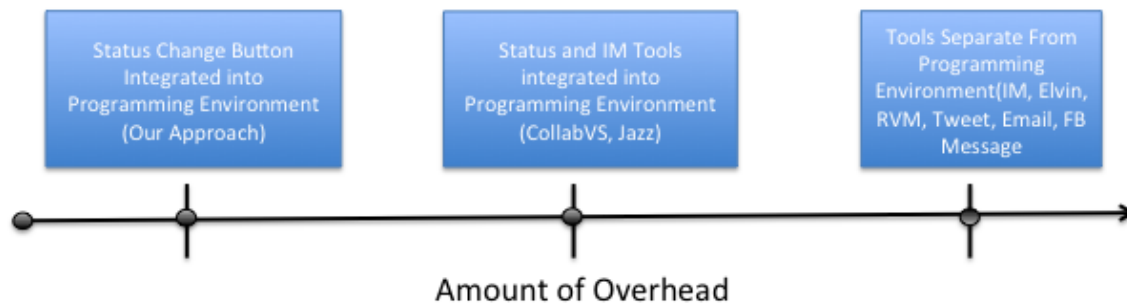 Status Change Button
Integrated into
Programming Environment
(Our Approach)
Status and IM Tools
integrated into
Programming Environment
(CollabVS, Jazz)
Tools Separate From
Programming
Environment(IM, Elvin,
RVM, Tweet, Email, FB
Message
Amount of Overhead